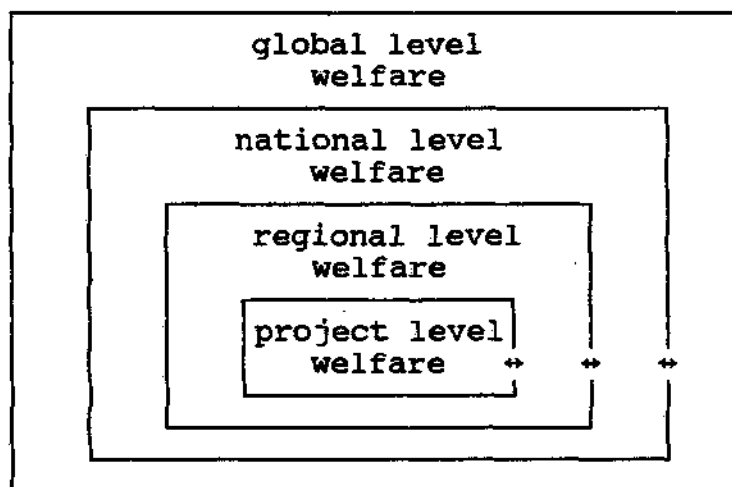 global level
welfare
national level
welfare
regional level
welfare
project level
welfare
↔ ↔ ↔